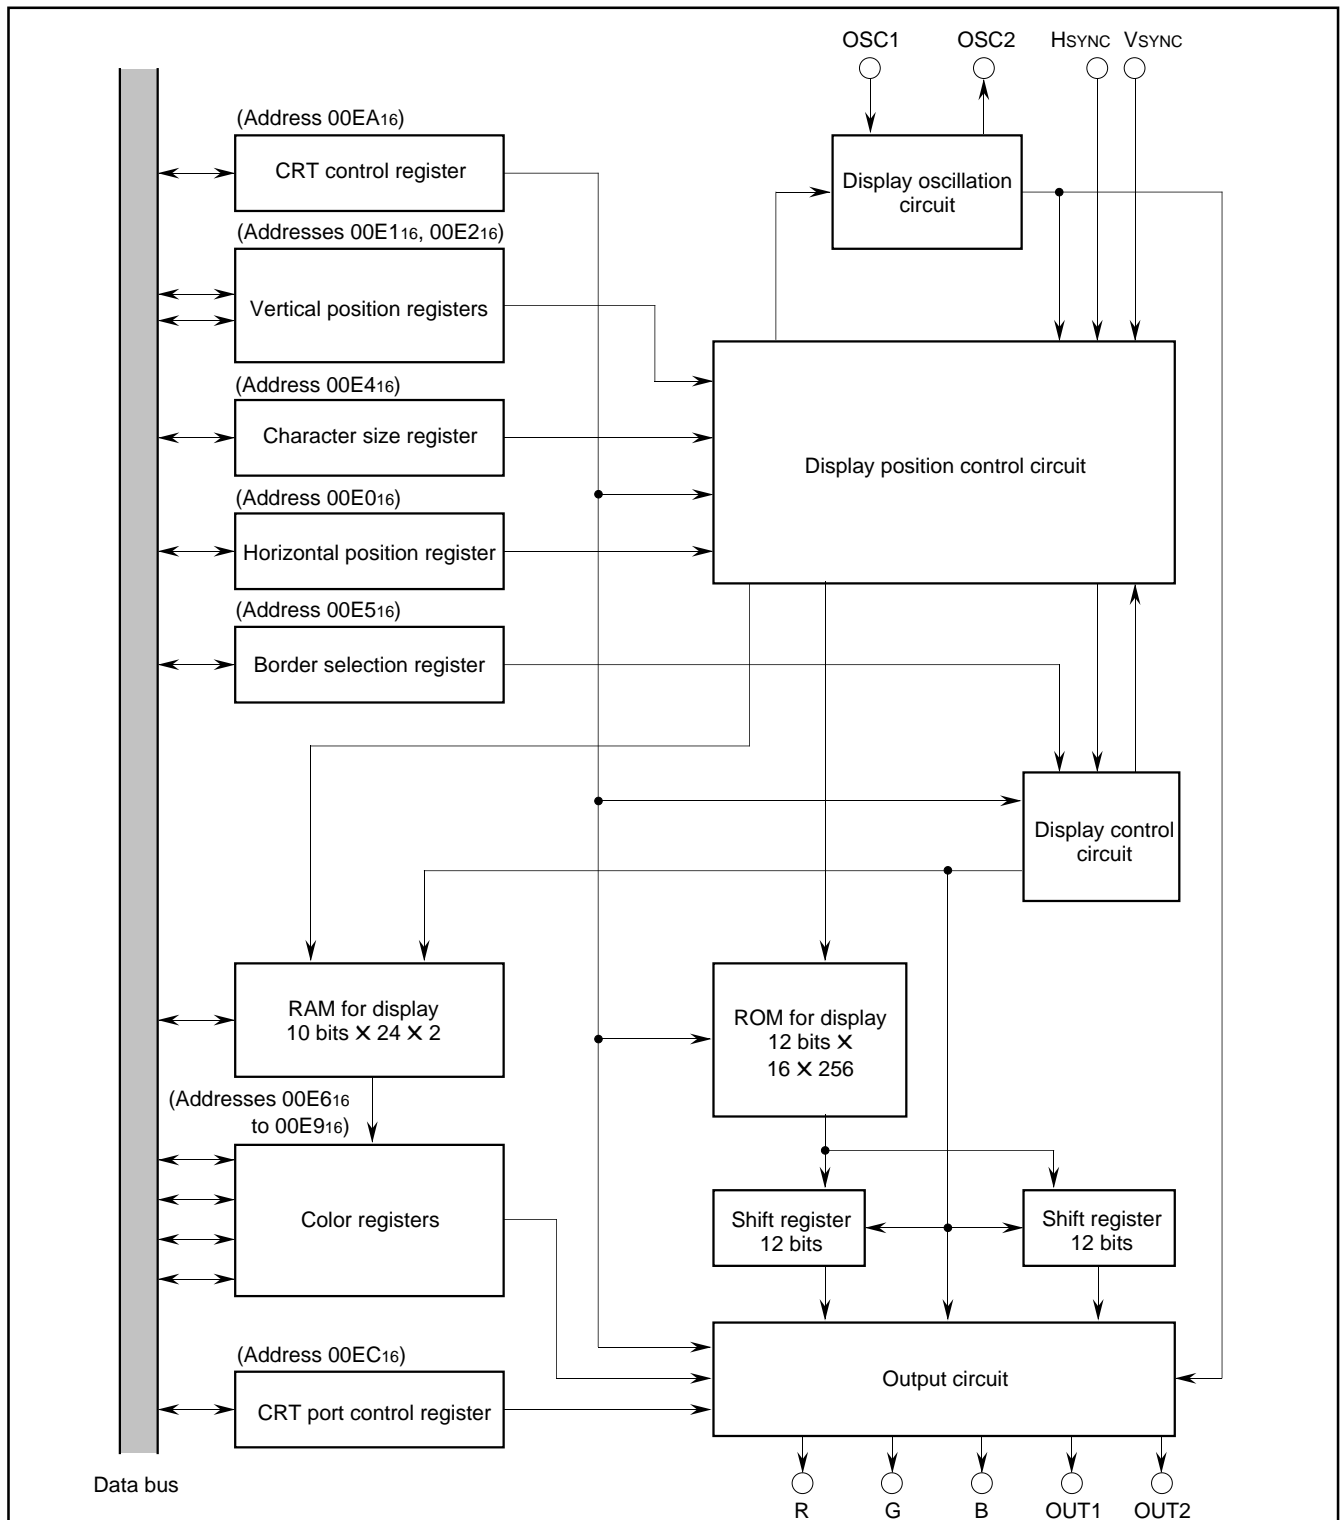 OSC1 OSC2 HSYNC VSYNC
(Address 00EA16)
CRT control register
Display oscillation
circuit
(Addresses 00E116, 00E216)
Vertical position registers
(Address 00E416)
Character size register
Display position control circuit
(Address 00E016)
Horizontal position register
(Address 00E516)
Border selection register
Display control
circuit
RAM for display
10 bits X 24 X 2
ROM for display
12 bits X
16 X 256
(Addresses 00E616
to 00E916)
Color registers
Shift register
12 bits
Shift register
12 bits
(Address 00EC16)
CRT port control register
Output circuit
Data bus
R G B OUT1 OUT2